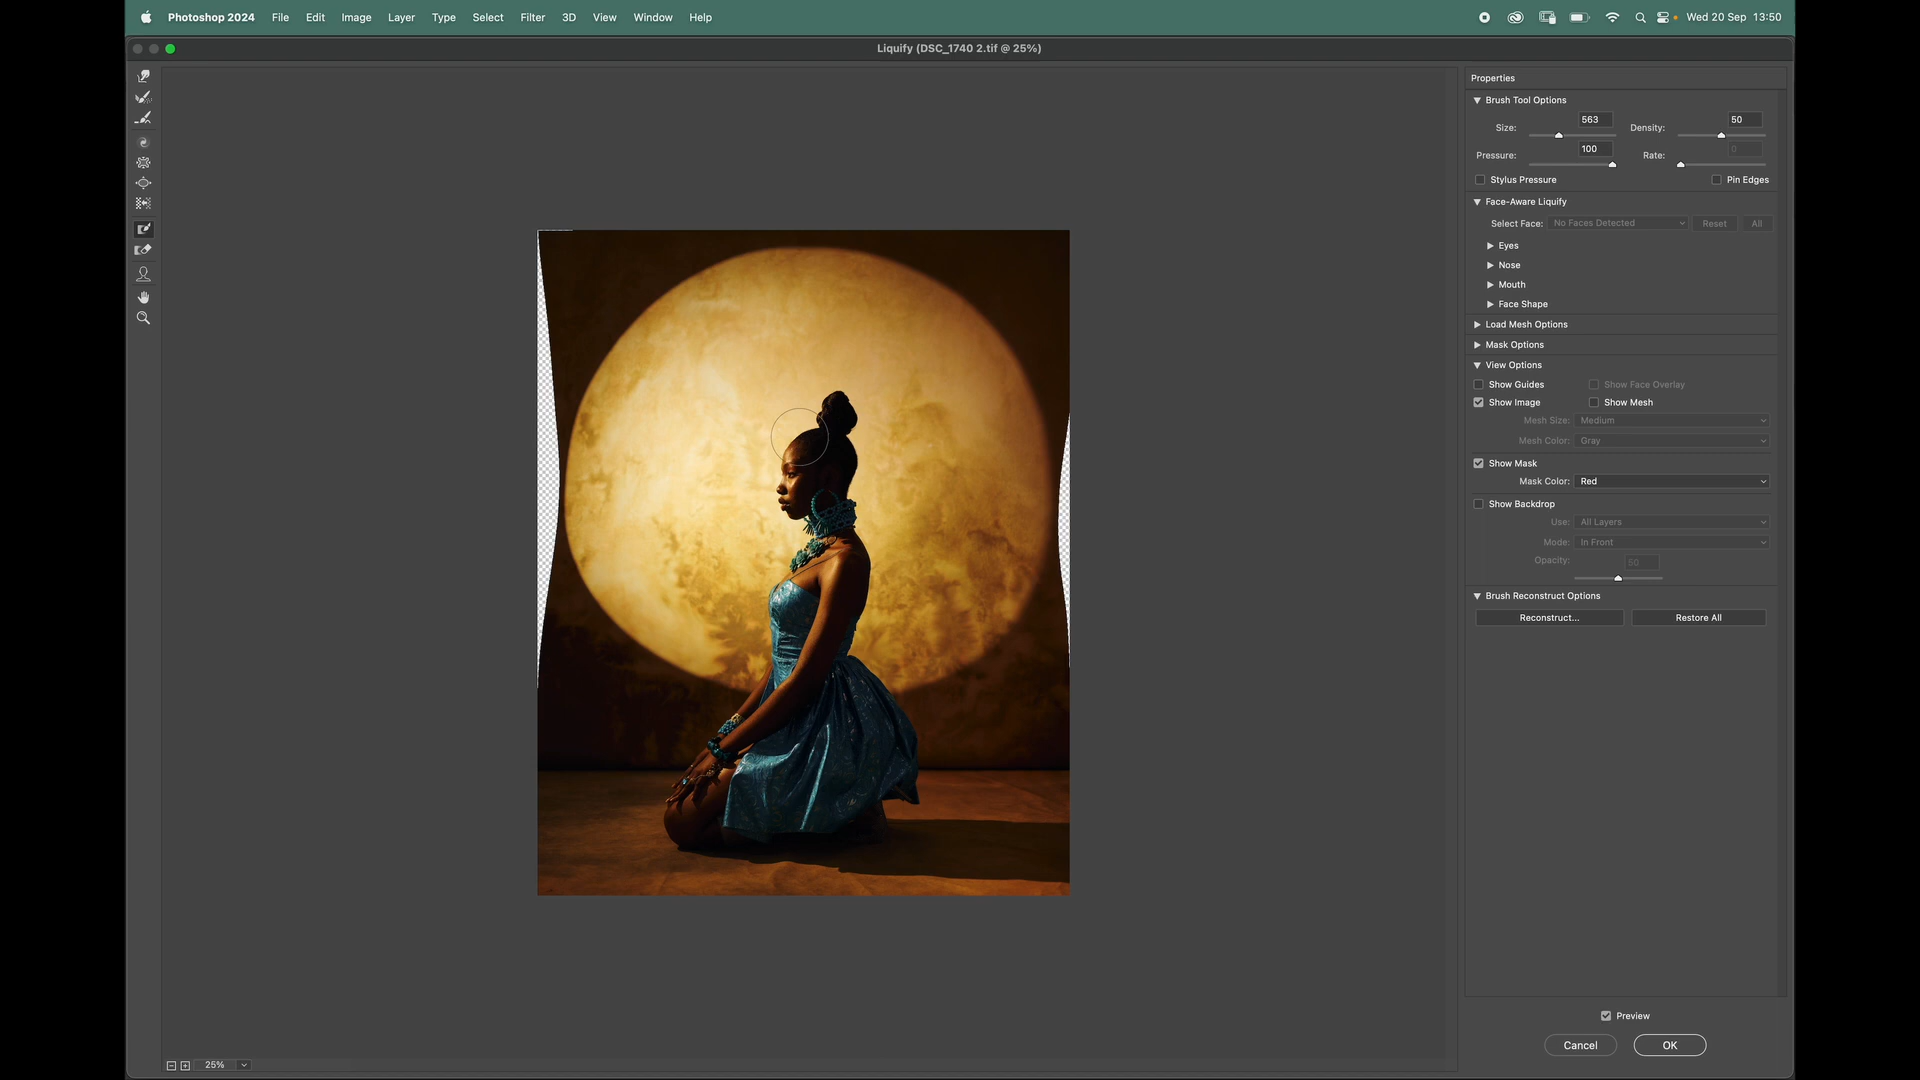 Photoshop 2024 File Edit Image Layer Type Select Filter 3D View Window Help Wed 20 Sep 13:50
Liquify (DSC_1740 2.tif @ 25%)
Properties
Brush Tool Options
Size: 563 Density: 50
Pressure: 100 Rate: 0
Stylus Pressure Pin Edges
Face-Aware Liquify
Select Face: No Faces Detected Reset All
Eyes
Nose
Mouth
Face Shape
Load Mesh Options
Mask Options
View Options
Show Guides Show Face Overlay
Show Image Show Mesh
Mesh Size: Medium
Mesh Color: Gray
Show Mask
Mask Color: Red
Show Backdrop
Use: All Layers
Mode: In Front
Opacity: 50
Brush Reconstruct Options
Reconstruct... Restore All
Preview
Cancel OK
25%